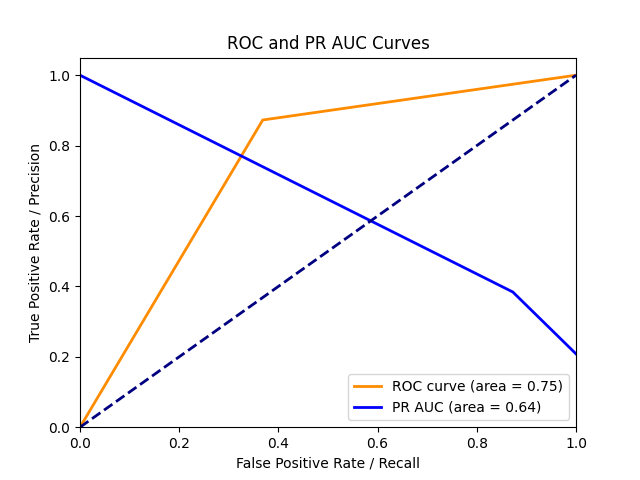 ROC and PR AUC Curves
True Positive Rate / Precision
1.0
0.8
0.6
0.4
0.2
0.0
ROC curve (area = 0.75)
PR AUC (area = 0.64)
0.0 0.2 0.4 0.6 0.8 1.0
False Positive Rate / Recall